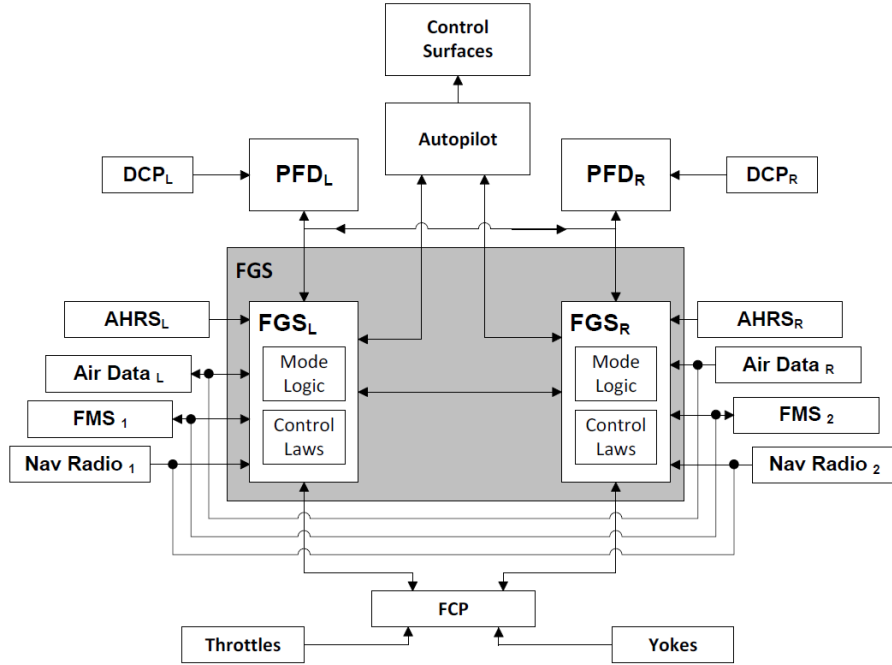 Control
Surfaces
Autopilot
DCPL
PFDL
PFDR
DCPR
FGS
AHRSL
FGSL
FGSR
AHRSR
Air Data L
Mode
Logic
Mode
Logic
Air Data R
FMS 1
Control
Laws
Control
Laws
FMS 2
Nav Radio 1
Nav Radio 2
FCP
Throttles
Yokes